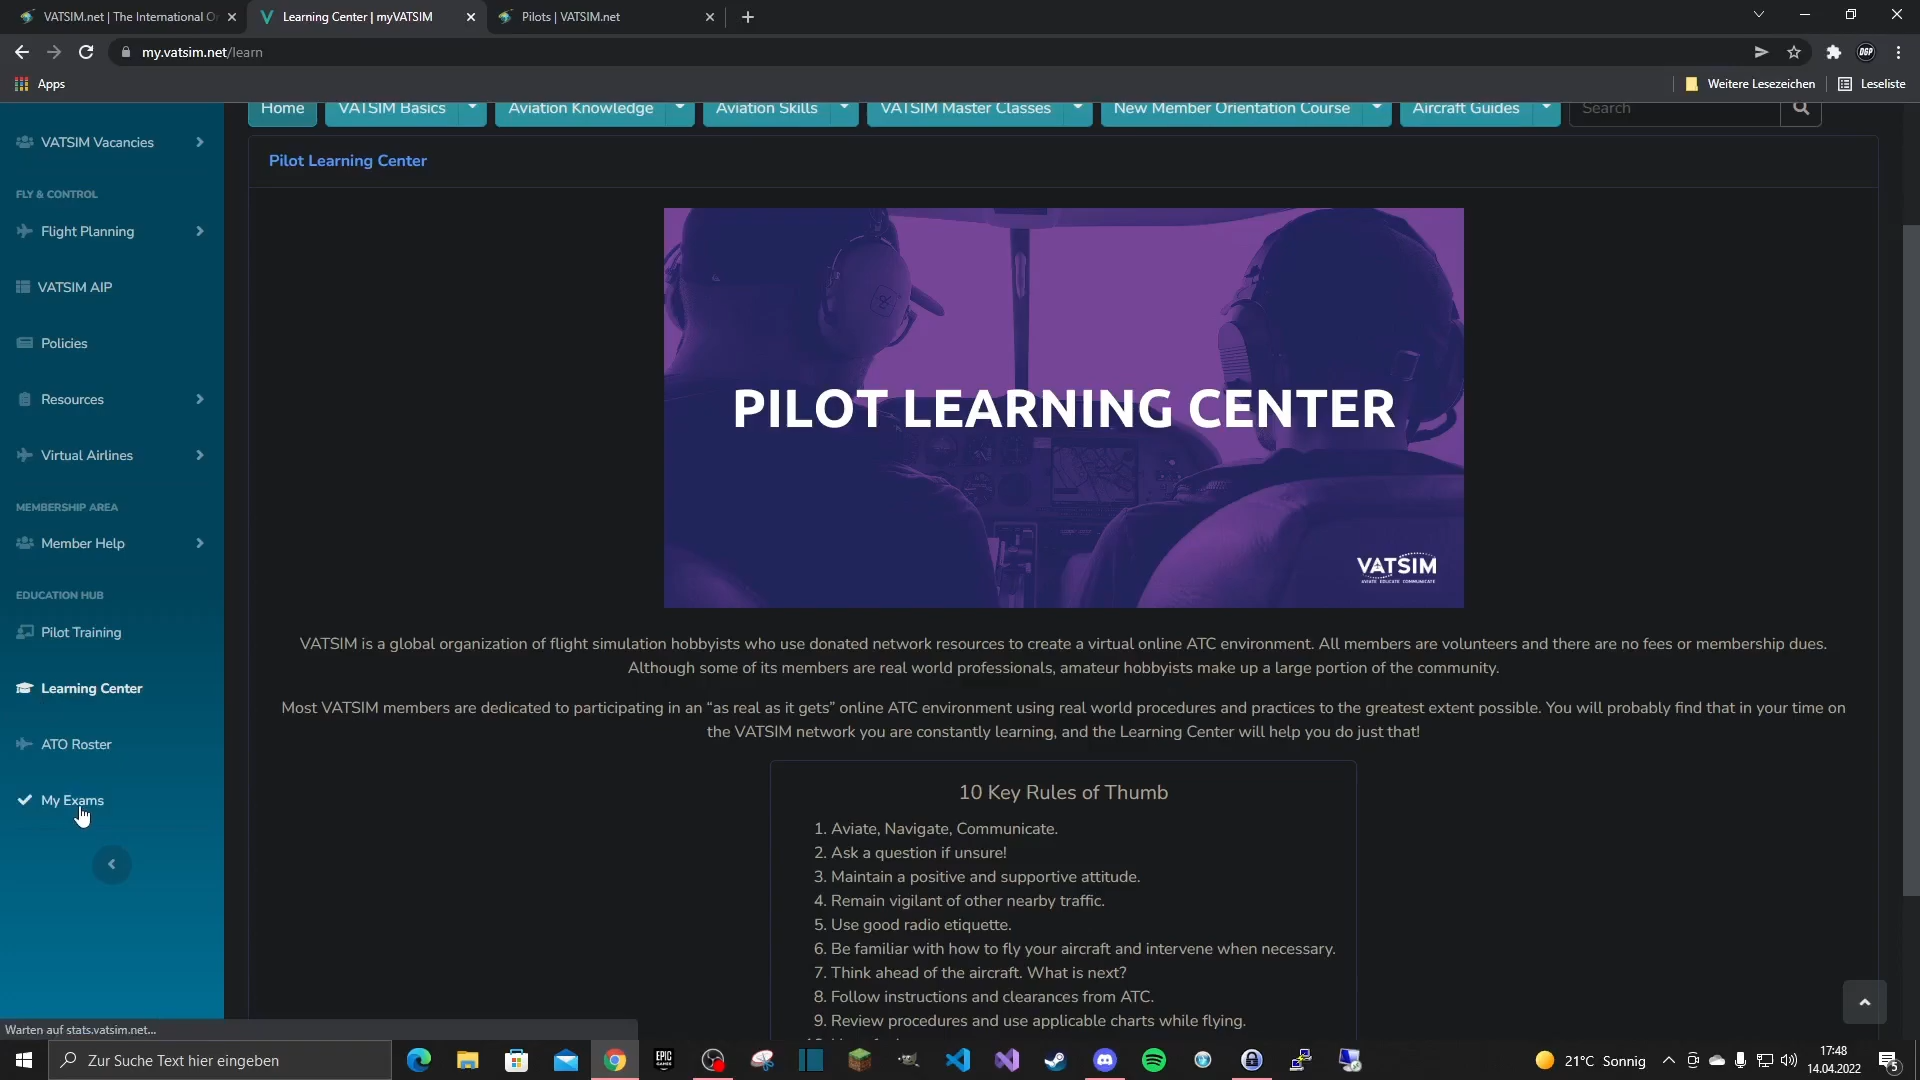 VATSIM.net | The International Or
Learning Center | myVATSIM
Pilots | VATSIM.net
my.vatsim.net/learn
Apps
Weitere Lesezeichen
Leseliste
Home
VATSIM Basics
Aviation Knowledge
Aviation Skills
VATSIM Master Classes
New Member Orientation Course
Aircraft Guides
Search
VATSIM Vacancies
FLY & CONTROL
Flight Planning
VATSIM AIP
Policies
Resources
Virtual Airlines
MEMBERSHIP AREA
Member Help
EDUCATION HUB
Pilot Training
Learning Center
ATO Roster
My Exams
Pilot Learning Center
PILOT LEARNING CENTER
VATSIM
AVIATE EDUCATE COMMUNICATE
VATSIM is a global organization of flight simulation hobbyists who use donated network resources to create a virtual online ATC environment. All members are volunteers and there are no fees or membership dues.
Although some of its members are real world professionals, amateur hobbyists make up a large portion of the community.
Most VATSIM members are dedicated to participating in an “as real as it gets” online ATC environment using real world procedures and practices to the greatest extent possible. You will probably find that in your time on
the VATSIM network you are constantly learning, and the Learning Center will help you do just that!
10 Key Rules of Thumb
1. Aviate, Navigate, Communicate.
2. Ask a question if unsure!
3. Maintain a positive and supportive attitude.
4. Remain vigilant of other nearby traffic.
5. Use good radio etiquette.
6. Be familiar with how to fly your aircraft and intervene when necessary.
7. Think ahead of the aircraft. What is next?
8. Follow instructions and clearances from ATC.
9. Review procedures and use applicable charts while flying.
Warten auf stats.vatsim.net...
Zur Suche Text hier eingeben
EPIC
GAMES
21°C Sonnig
17:48
14.04.2022
5